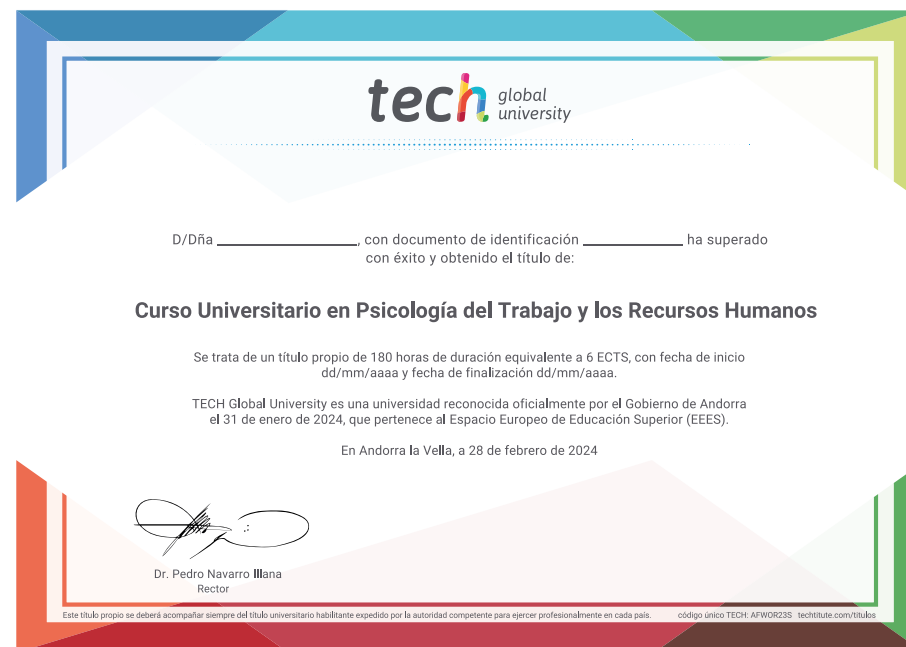 tech global university
D/Dña ______________, con documento de identificación __________ ha superado
con éxito y obtenido el título de:
Curso Universitario en Psicología del Trabajo y los Recursos Humanos
Se trata de un título propio de 180 horas de duración equivalente a 6 ECTS, con fecha de inicio
dd/mm/aaaa y fecha de finalización dd/mm/aaaa.
TECH Global University es una universidad reconocida oficialmente por el Gobierno de Andorra
el 31 de enero de 2024, que pertenece al Espacio Europeo de Educación Superior (EEES).
En Andorra la Vella, a 28 de febrero de 2024
Dr. Pedro Navarro Illana
Rector
Este título propio se deberá acompañar siempre del título universitario habilitante expedido por la autoridad competente para ejercer profesionalmente en cada país. código único TECH: AFWOR23S techtitute.com/titulos